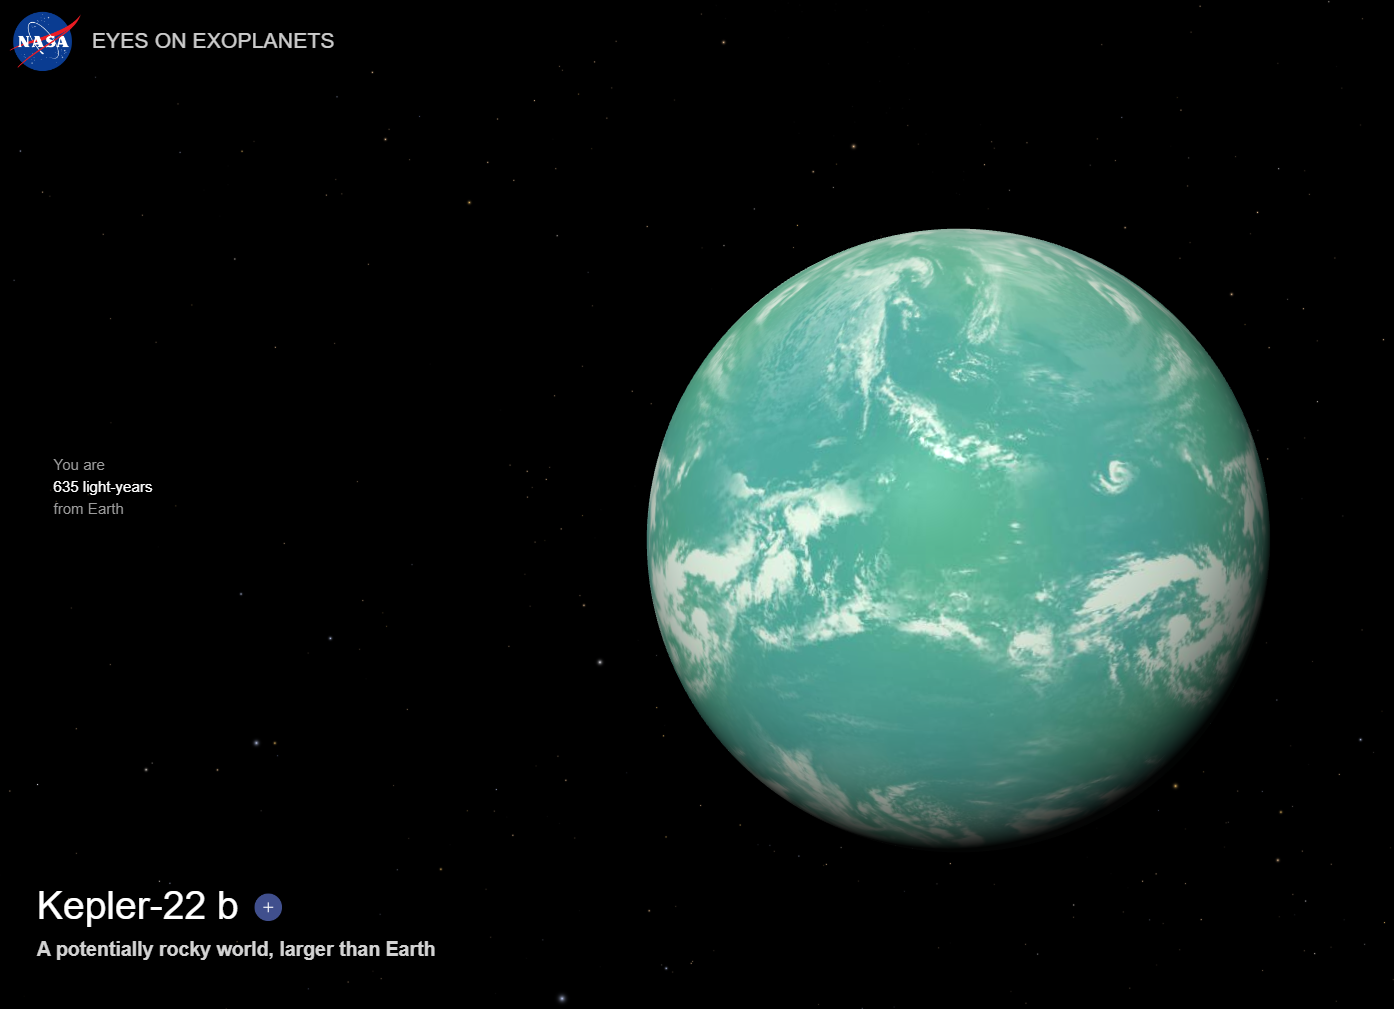 NASA
EYES ON EXOPLANETS
You are
635 light-years
from Earth
Kepler-22 b +
A potentially rocky world, larger than Earth